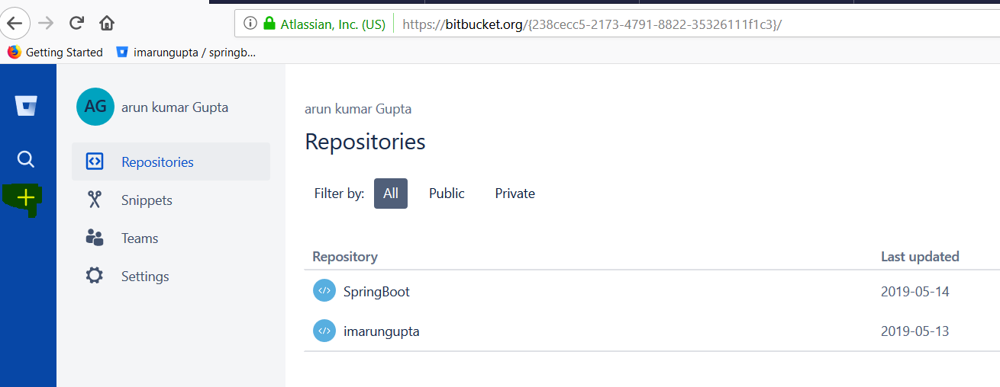 Atlassian, Inc. (US) https://bitbucket.org/{238cecc5-2173-4791-8822-35326111f1c3}/
Getting Started imarungupta / springb...
AG arun kumar Gupta
Repositories
Snippets
Teams
Settings
arun kumar Gupta
Repositories
Filter by: All Public Private
Repository Last updated
SpringBoot 2019-05-14
imarungupta 2019-05-13